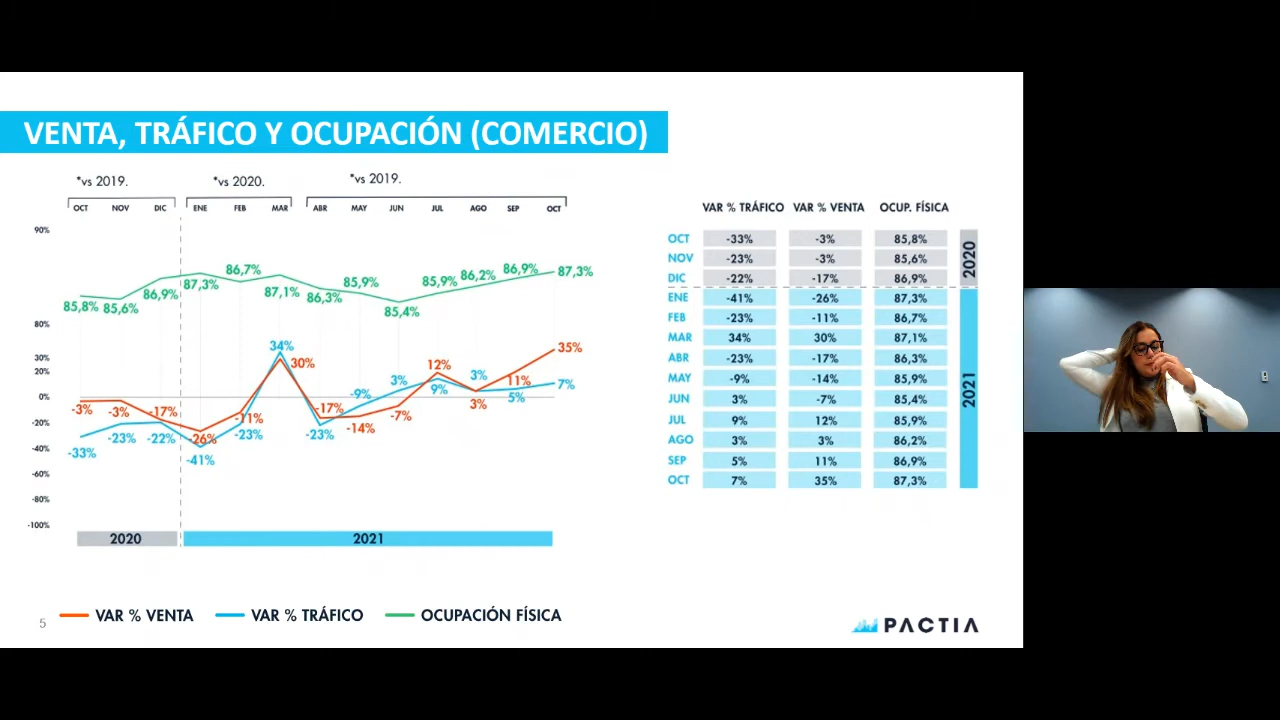 VENTA, TRÁFICO Y OCUPACIÓN (COMERCIO)
*vs 2019.
*vs 2020.
*vs 2019.
OCT NOV DIC ENE FEB MAR ABR MAY JUN JUL AGO SEP OCT
90%
80%
30%
20%
0%
-20%
-40%
-60%
-80%
-100%
85,8% 85,6% 86,9% 87,3% 86,7% 87,1% 86,3% 85,9% 85,4% 85,9% 86,2% 86,9% 87,3%
-3% -3% -17% -26% -11% 30% -17% -14% -7% 12% 3% 11% 35%
-33% -23% -22% -41% -23% 34% -23% -9% 3% 9% 3% 5% 7%
2020 2021
VAR % VENTA VAR % TRÁFICO OCUPACIÓN FÍSICA
VAR % TRÁFICO VAR % VENTA OCUP. FÍSICA
OCT -33% -3% 85,8%
NOV -23% -3% 85,6%
DIC -22% -17% 86,9%
2020
ENE -41% -26% 87,3%
FEB -23% -11% 86,7%
MAR 34% 30% 87,1%
ABR -23% -17% 86,3%
MAY -9% -14% 85,9%
JUN 3% -7% 85,4%
JUL 9% 12% 85,9%
AGO 3% 3% 86,2%
SEP 5% 11% 86,9%
OCT 7% 35% 87,3%
2021
5
PACTIA